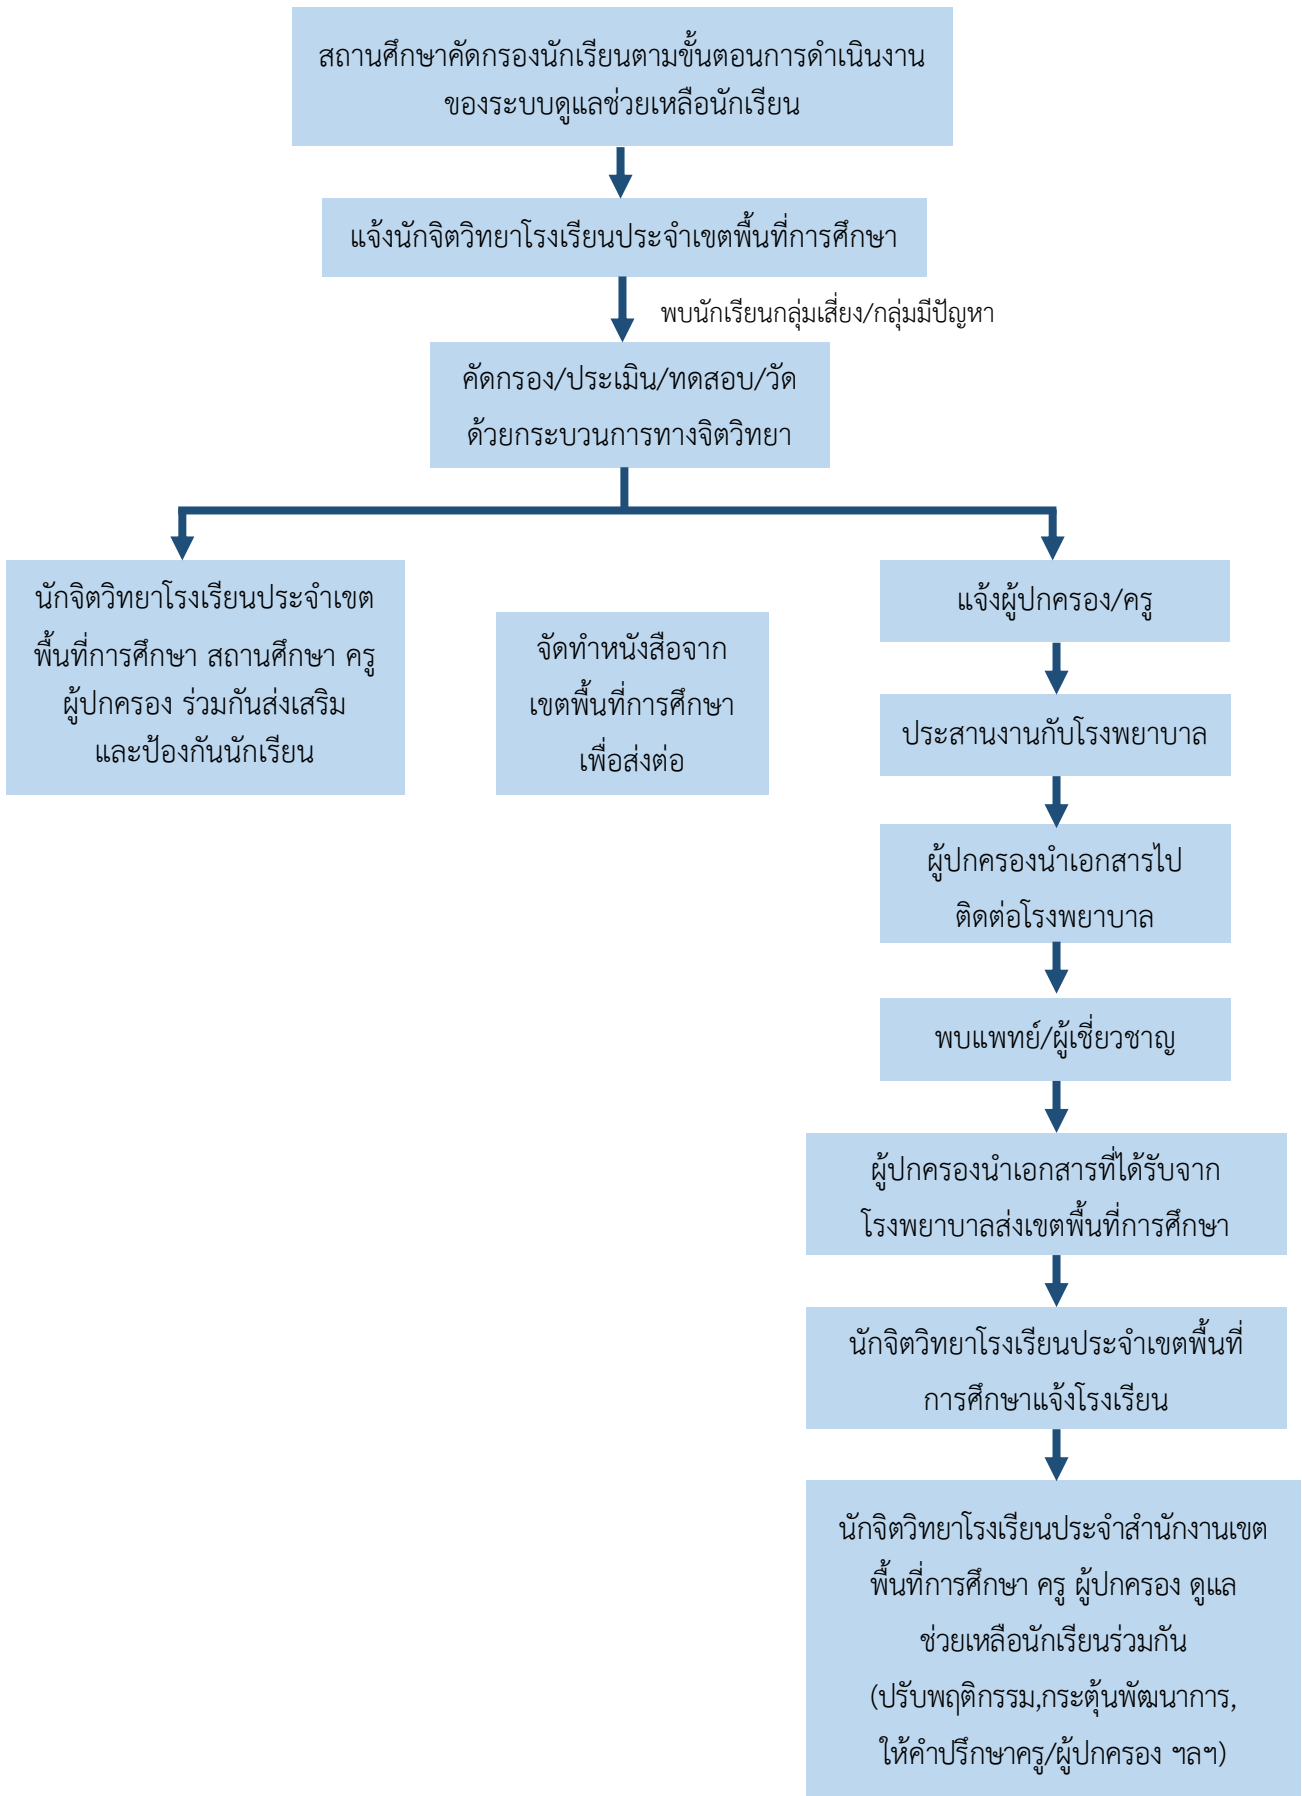 สถานศึกษาคัดกรองนักเรียนตามขั้นตอนการดำเนินงาน
ของระบบดูแลช่วยเหลือนักเรียน
แจ้งนักจิตวิทยาโรงเรียนประจำเขตพื้นที่การศึกษา
พบนักเรียนกลุ่มเสี่ยง/กลุ่มมีปัญหา
คัดกรอง/ประเมิน/ทดสอบ/วัด
ด้วยกระบวนการทางจิตวิทยา
นักจิตวิทยาโรงเรียนประจำเขต
พื้นที่การศึกษา สถานศึกษา ครู
ผู้ปกครอง ร่วมกันส่งเสริม
และป้องกันนักเรียน
จัดทำหนังสือจาก
เขตพื้นที่การศึกษา
เพื่อส่งต่อ
แจ้งผู้ปกครอง/ครู
ประสานงานกับโรงพยาบาล
ผู้ปกครองนำเอกสารไป
ติดต่อโรงพยาบาล
พบแพทย์/ผู้เชี่ยวชาญ
ผู้ปกครองนำเอกสารที่ได้รับจาก
โรงพยาบาลส่งเขตพื้นที่การศึกษา
นักจิตวิทยาโรงเรียนประจำเขตพื้นที่
การศึกษาแจ้งโรงเรียน
นักจิตวิทยาโรงเรียนประจำสำนักงานเขต
พื้นที่การศึกษา ครู ผู้ปกครอง ดูแล
ช่วยเหลือนักเรียนร่วมกัน
(ปรับพฤติกรรม,กระตุ้นพัฒนาการ,
ให้คำปรึกษาครู/ผู้ปกครอง ฯลฯ)